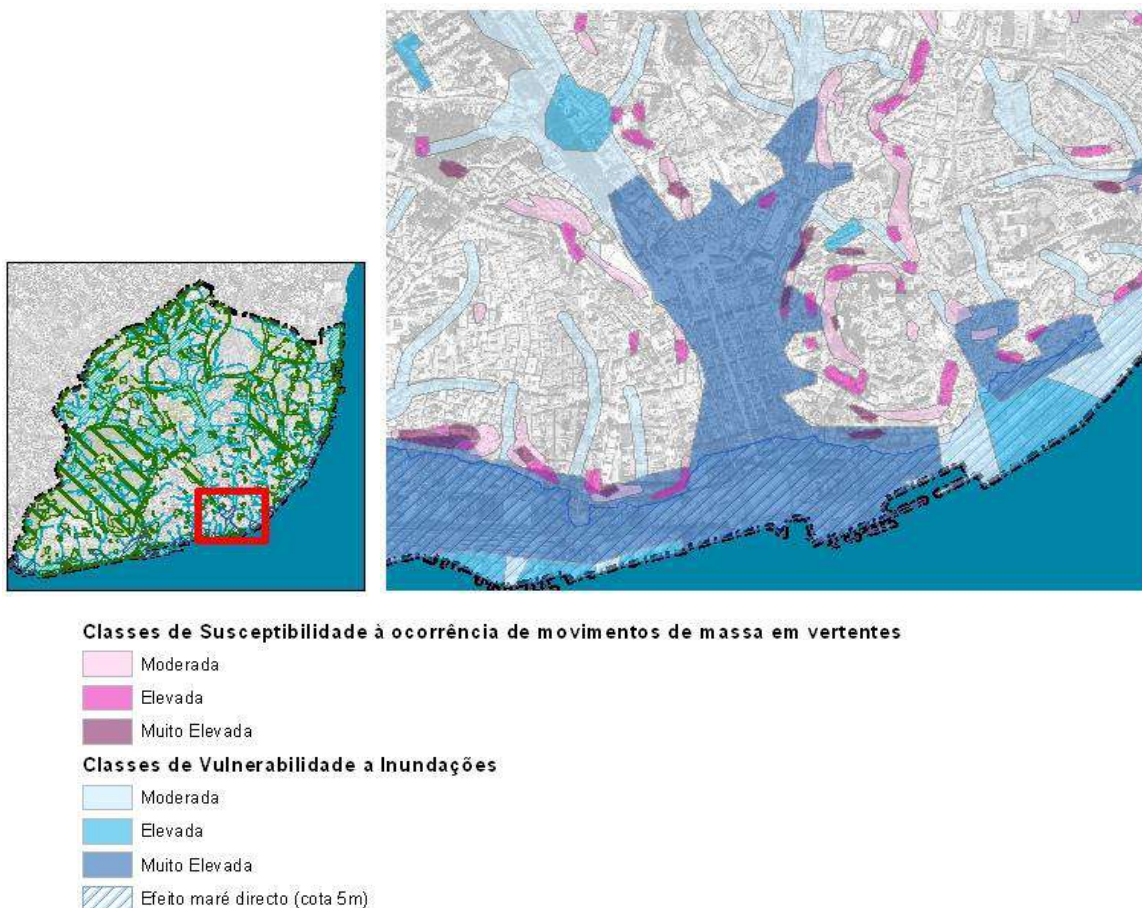 Classes de Susceptibilidade à ocorrência de movimentos de massa em vertentes
Moderada
Elevada
Muito Elevada
Classes de Vulnerabilidade a Inundações
Moderada
Elevada
Muito Elevada
Efeito maré directo (cota 5m)